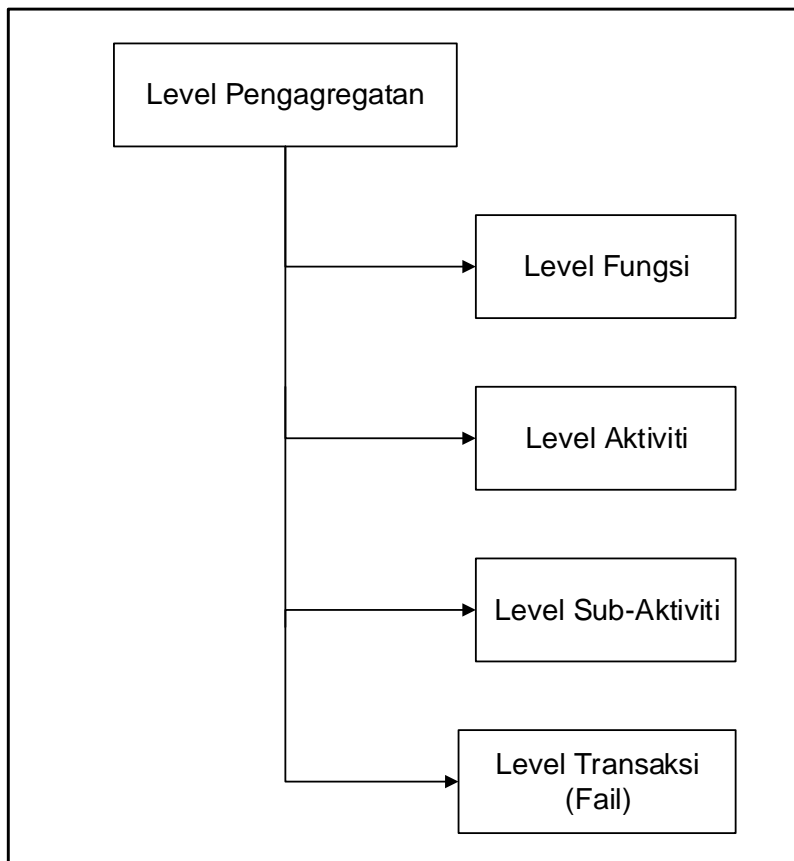 Level Pengagregatan
Level Fungsi
Level Aktiviti
Level Sub-Aktiviti
Level Transaksi
(Fail)